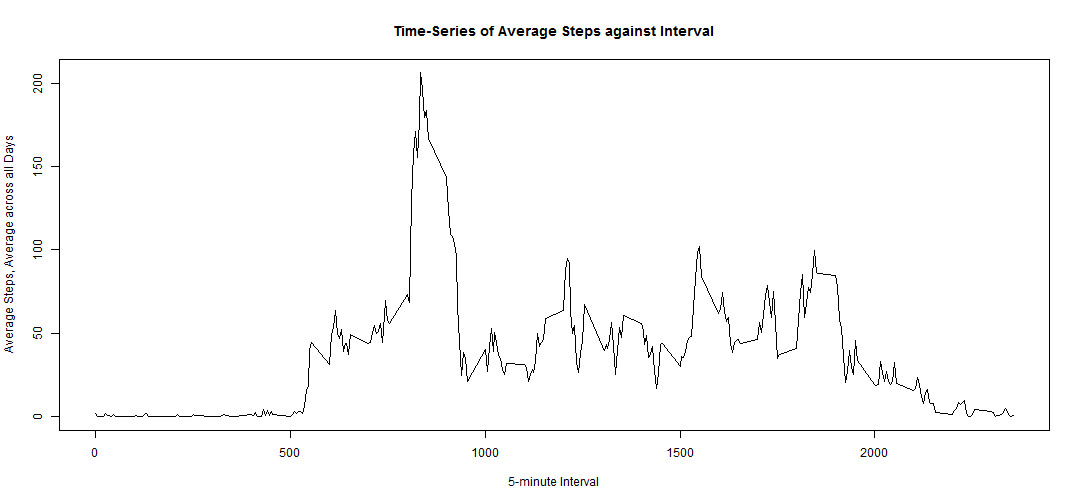 Time-Series of Average Steps against Interval
Average Steps, Average across all Days
200
150
100
50
0
0 500 1000 1500 2000
5-minute Interval